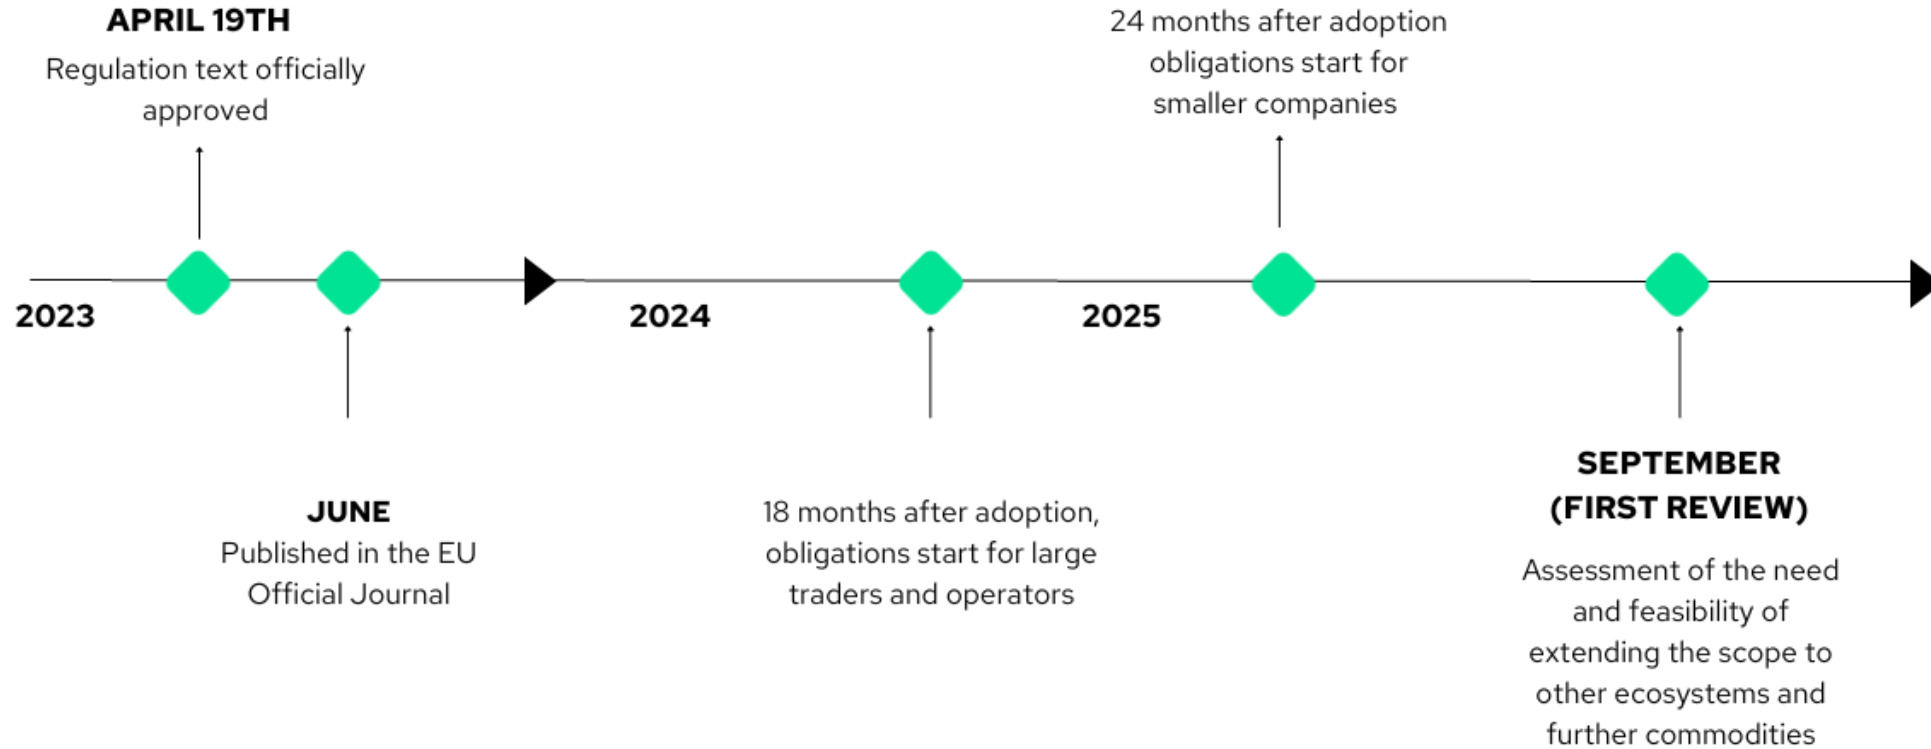 APRIL 19TH
Regulation text officially
approved
24 months after adoption
obligations start for
smaller companies
2023
2024
2025
JUNE
Published in the EU
Official Journal
18 months after adoption,
obligations start for large
traders and operators
SEPTEMBER
(FIRST REVIEW)
Assessment of the need
and feasibility of
extending the scope to
other ecosystems and
further commodities